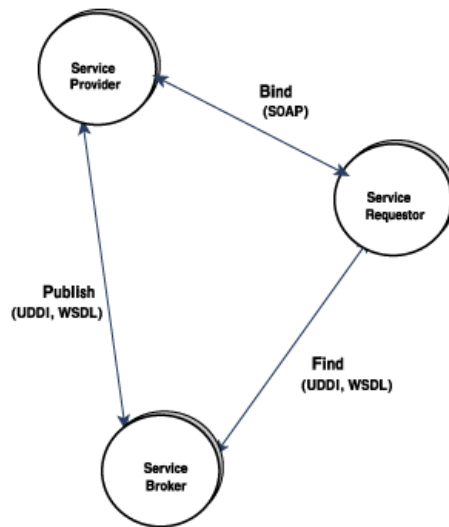 Service
Provider
Bind
(SOAP)
Service
Requestor
Publish
(UDDI, WSDL)
Find
(UDDI, WSDL)
Service
Broker